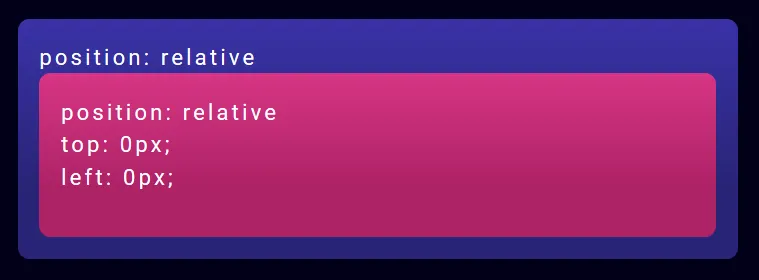 position: relative
position: relative
top: 0px;
left: 0px;